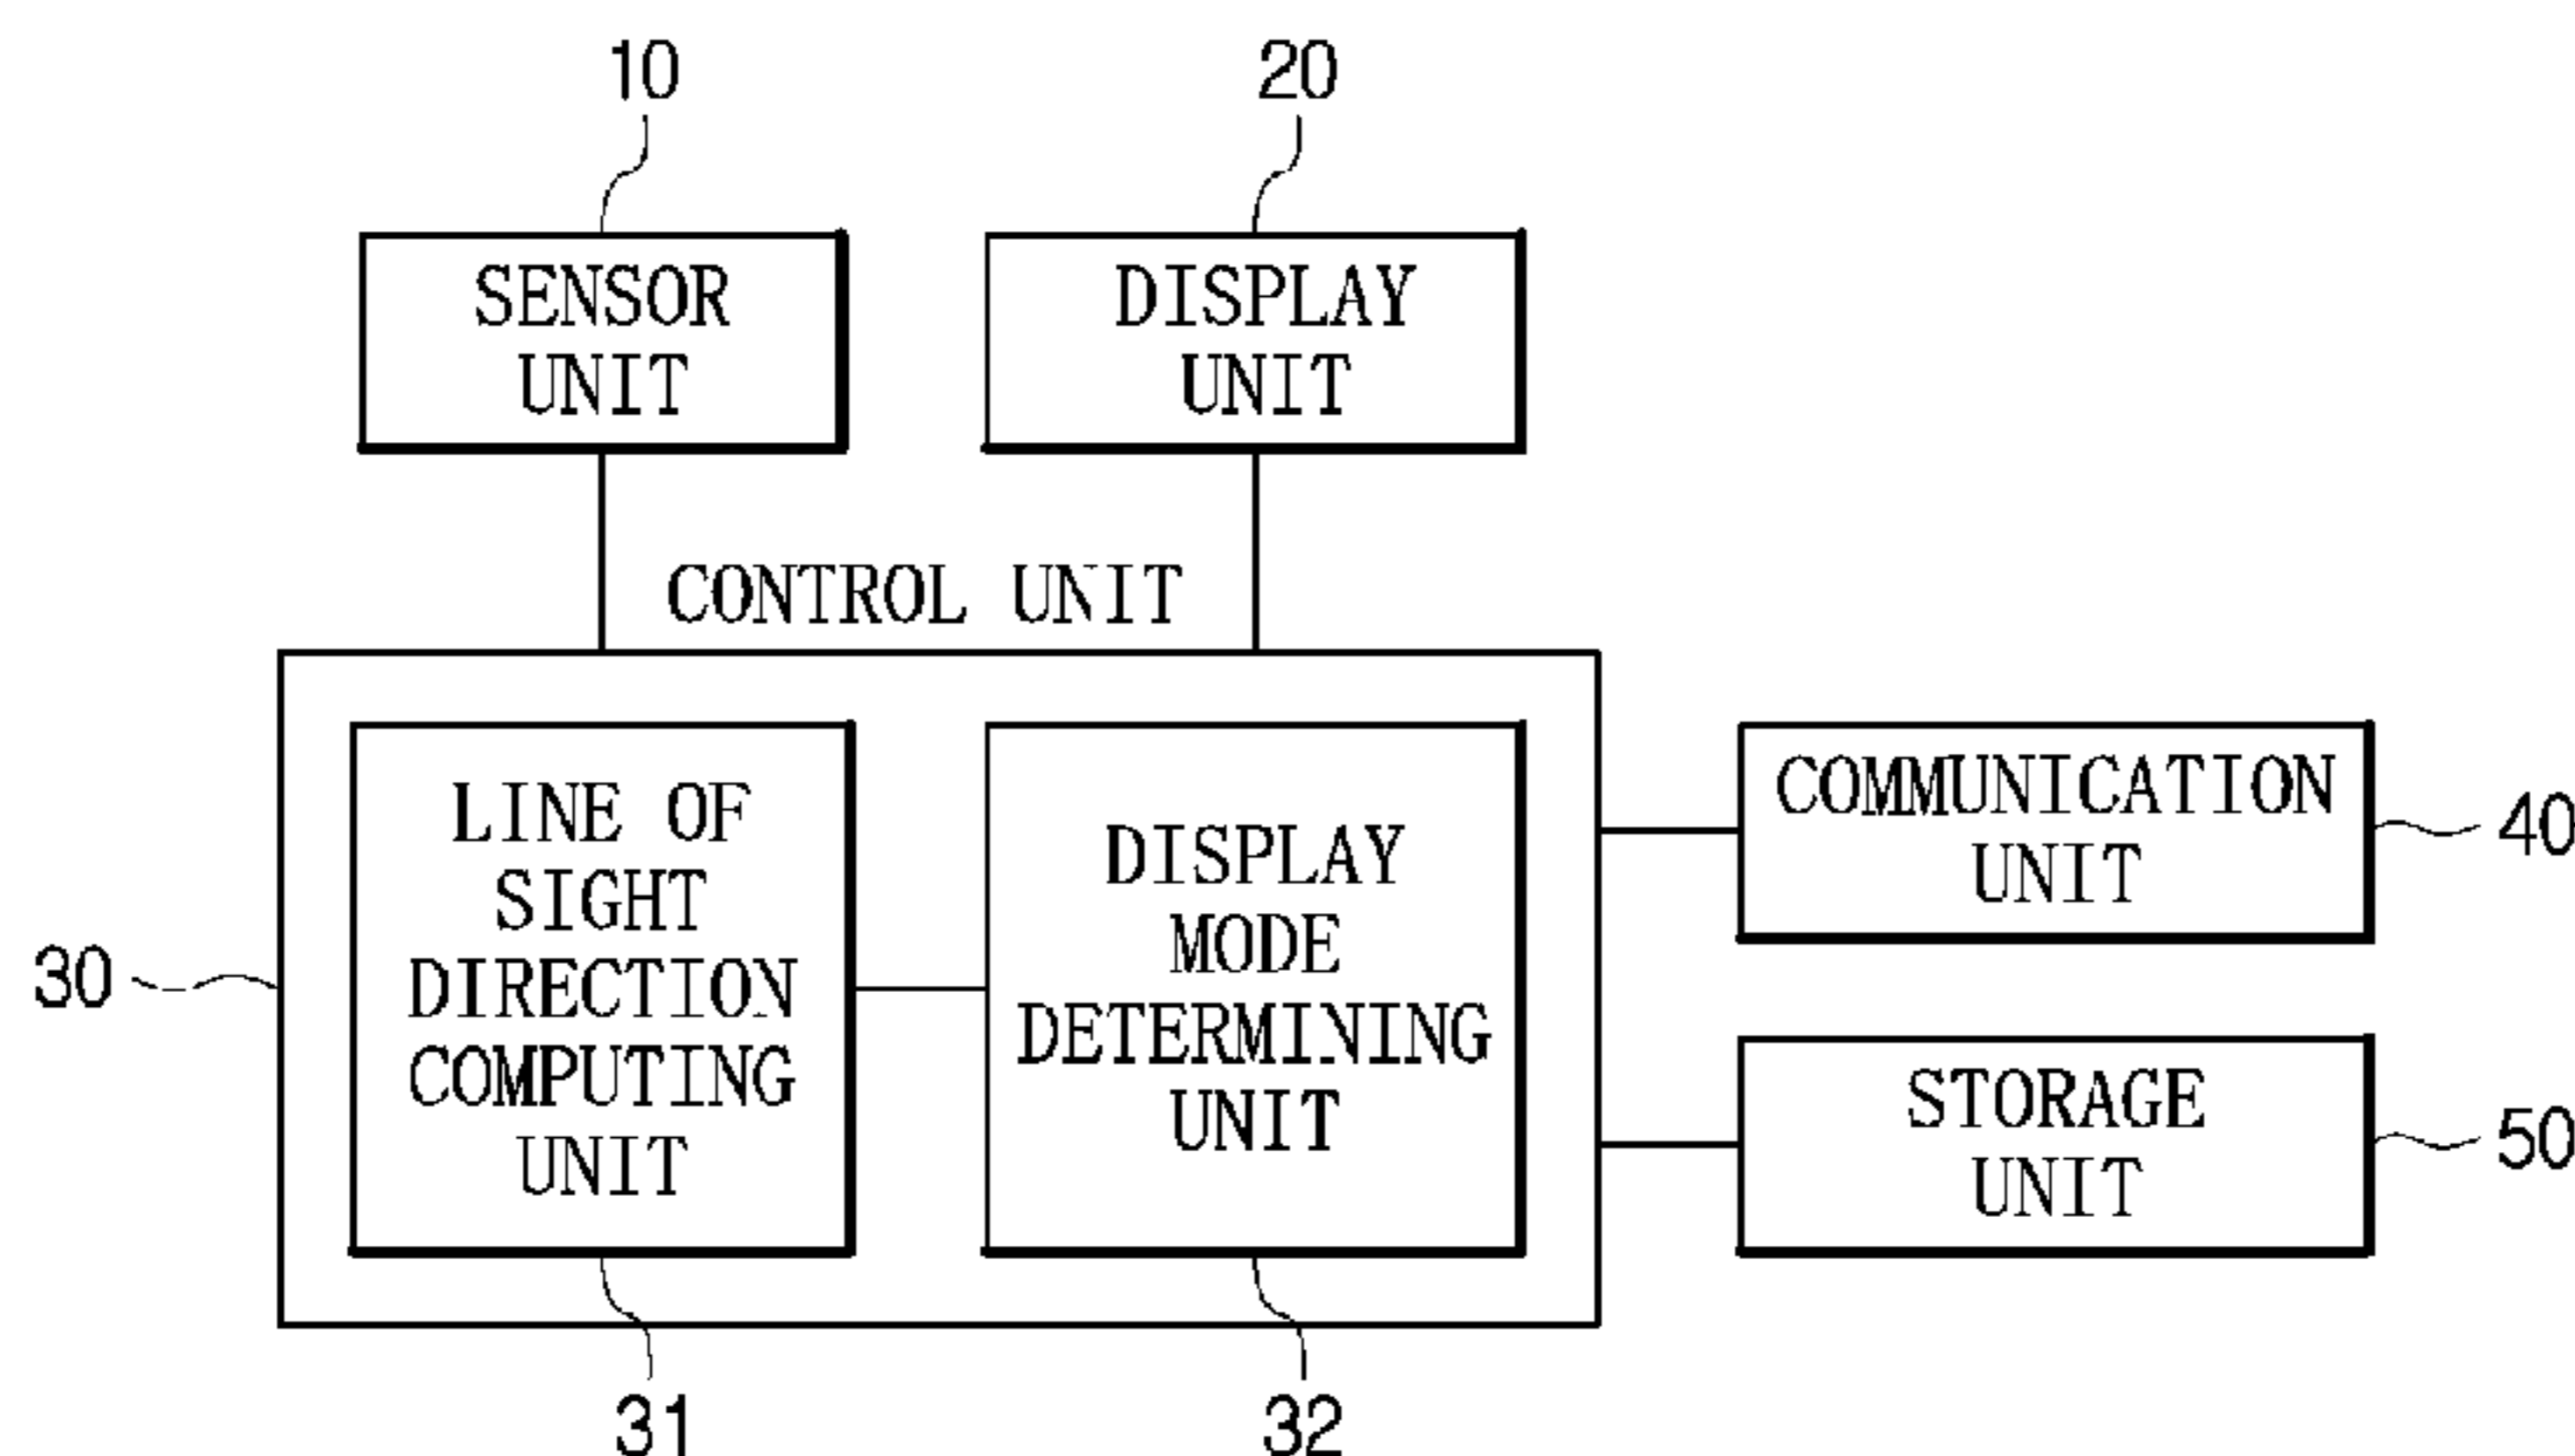 10
20
SENSOR
UNIT
DISPLAY
UNIT
CONTROL UNIT
LINE OF
SIGHT
DIRECTION
COMPUTING
UNIT
DISPLAY
MODE
DETERMINING
UNIT
COMMUNICATION
UNIT
40
30
STORAGE
UNIT
50
31
32